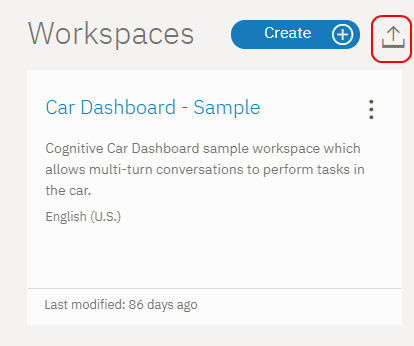 Workspaces
Create
Car Dashboard - Sample
Cognitive Car Dashboard sample workspace which
allows multi-turn conversations to perform tasks in
the car.
English (U.S.)
Last modified: 86 days ago